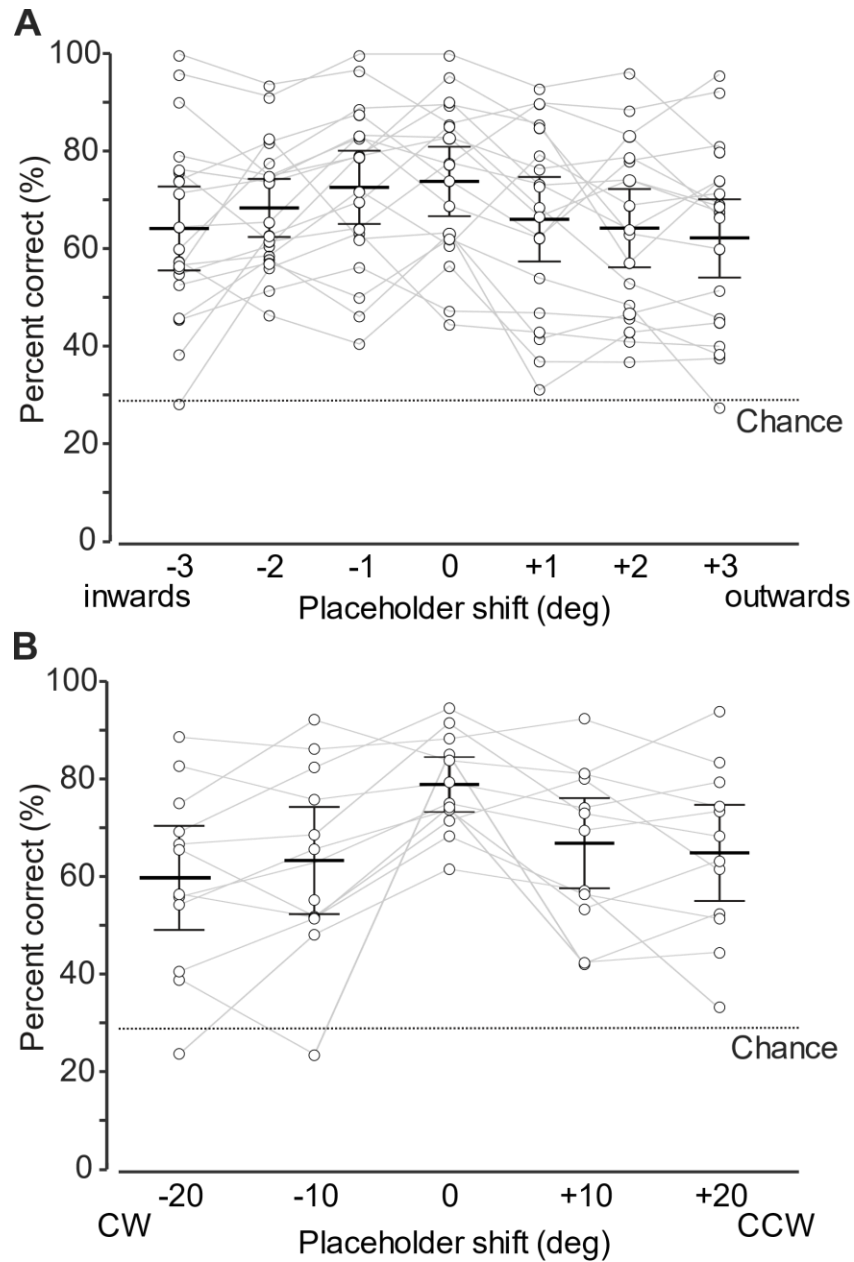 A
Percent correct (%)
100
80
60
40
20
0
Chance
-3 -2 -1 0 +1 +2 +3
inwards Placeholder shift (deg) outwards
B
Percent correct (%)
100
80
60
40
20
0
Chance
-20 -10 0 +10 +20
CW Placeholder shift (deg) CCW